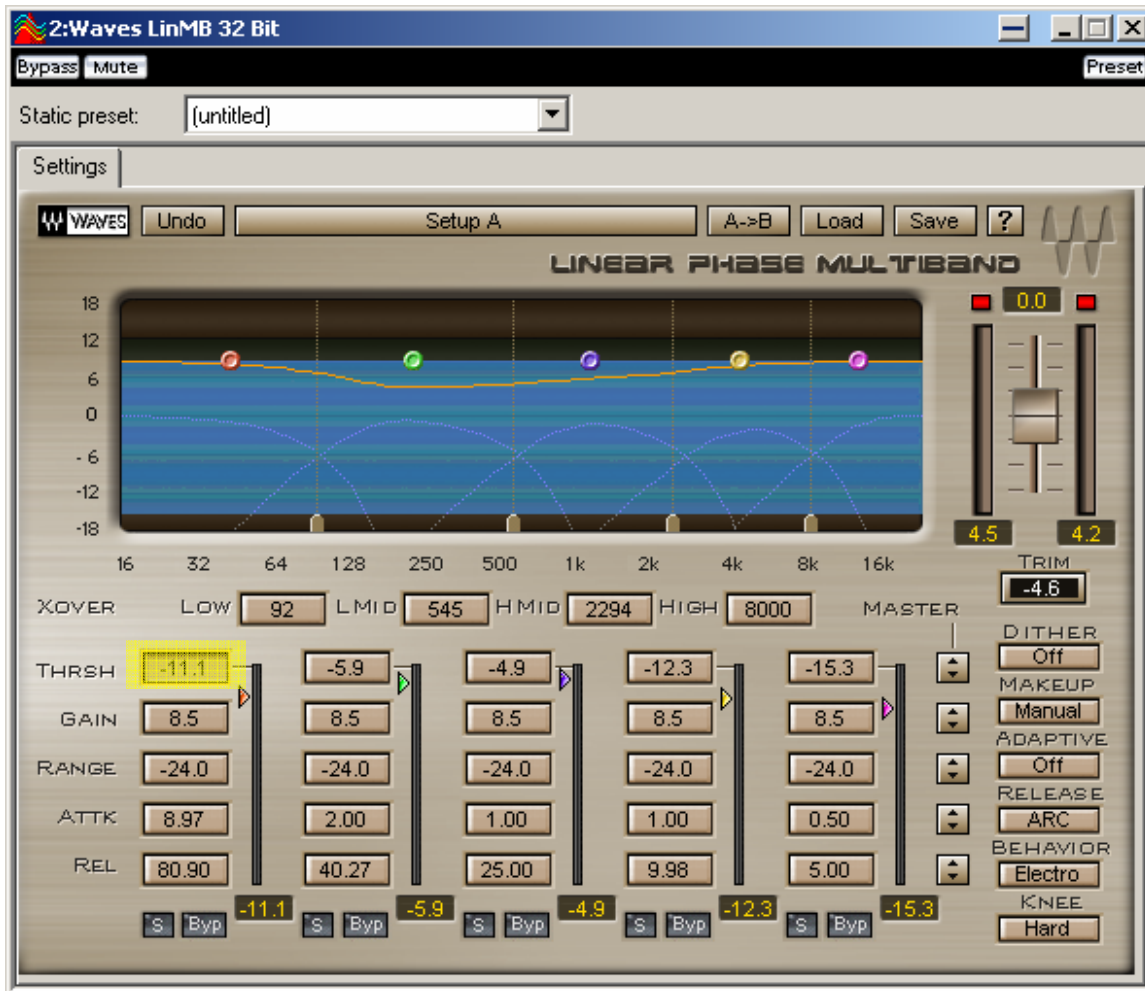 2:Waves LinMB 32 Bit
Bypass Mute Preset
Static preset: (untitled)
Settings
WAVES Undo Setup A A->B Load Save ?
LINEAR PHASE MULTIBAND
0.0
18
12
6
0
-6
-12
-18
4.5 4.2
16 32 64 128 250 500 1k 2k 4k 8k 16k
TRIM
-4.6
XOVER LOW 92 LMID 545 HMID 2294 HIGH 8000 MASTER
DITHER
THRSH -11.1 -5.9 -4.9 -12.3 -15.3 Off
MAKEUP
GAIN 8.5 8.5 8.5 8.5 8.5 Manual
ADAPTIVE
RANGE -24.0 -24.0 -24.0 -24.0 -24.0 Off
RELEASE
ATTK 8.97 2.00 1.00 1.00 0.50 ARC
BEHAVIOR
REL 80.90 40.27 25.00 9.98 5.00 Electro
-11.1 -5.9 -4.9 -12.3 -15.3 KNEE
S Byp S Byp S Byp S Byp S Byp Hard